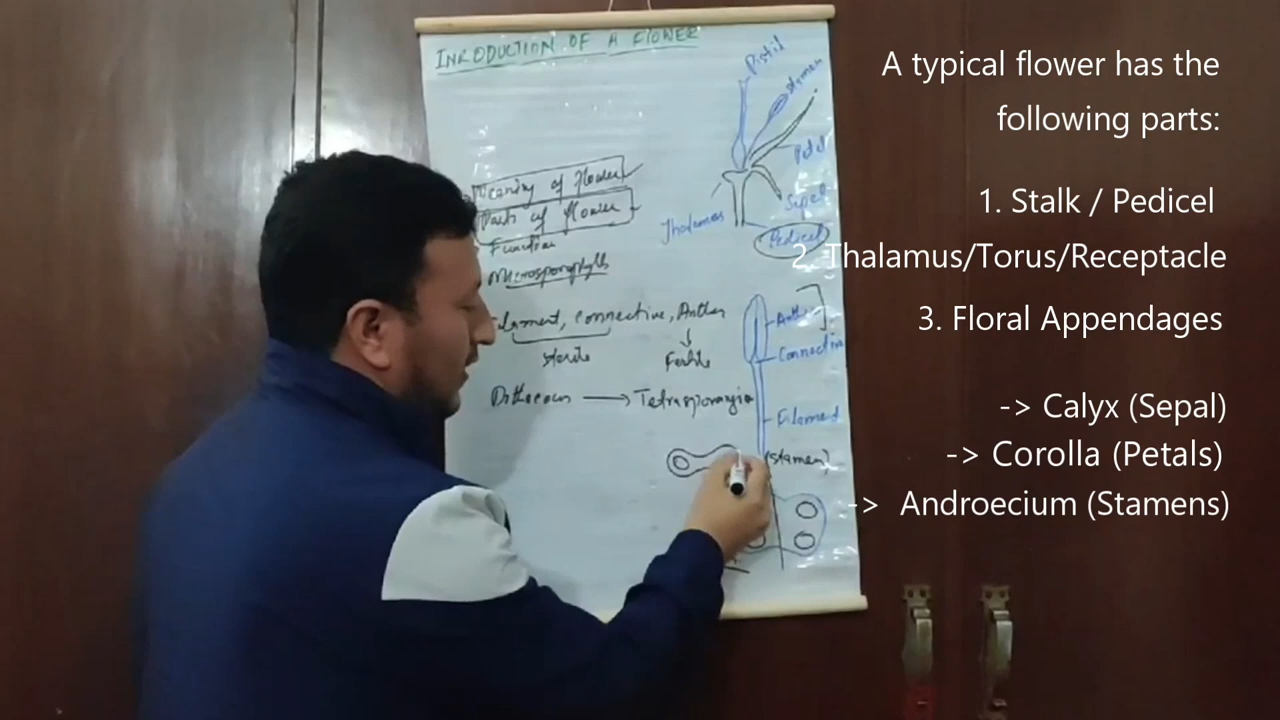 INRODUCTION OF A FLOWER
Pistil
Stamen
Petal
Sepal
Thalamus
Pedicel
Meaning of flower
Parts of flower
Function
Microsporophylls
Filament, connective, Anther
Sterile
Fertile
Dithecous → Tetrasporangia
Anther
Connective
Filament
(Stamen)
A typical flower has the
following parts:
1. Stalk / Pedicel
2. Thalamus/Torus/Receptacle
3. Floral Appendages
-> Calyx (Sepal)
-> Corolla (Petals)
-> Androecium (Stamens)